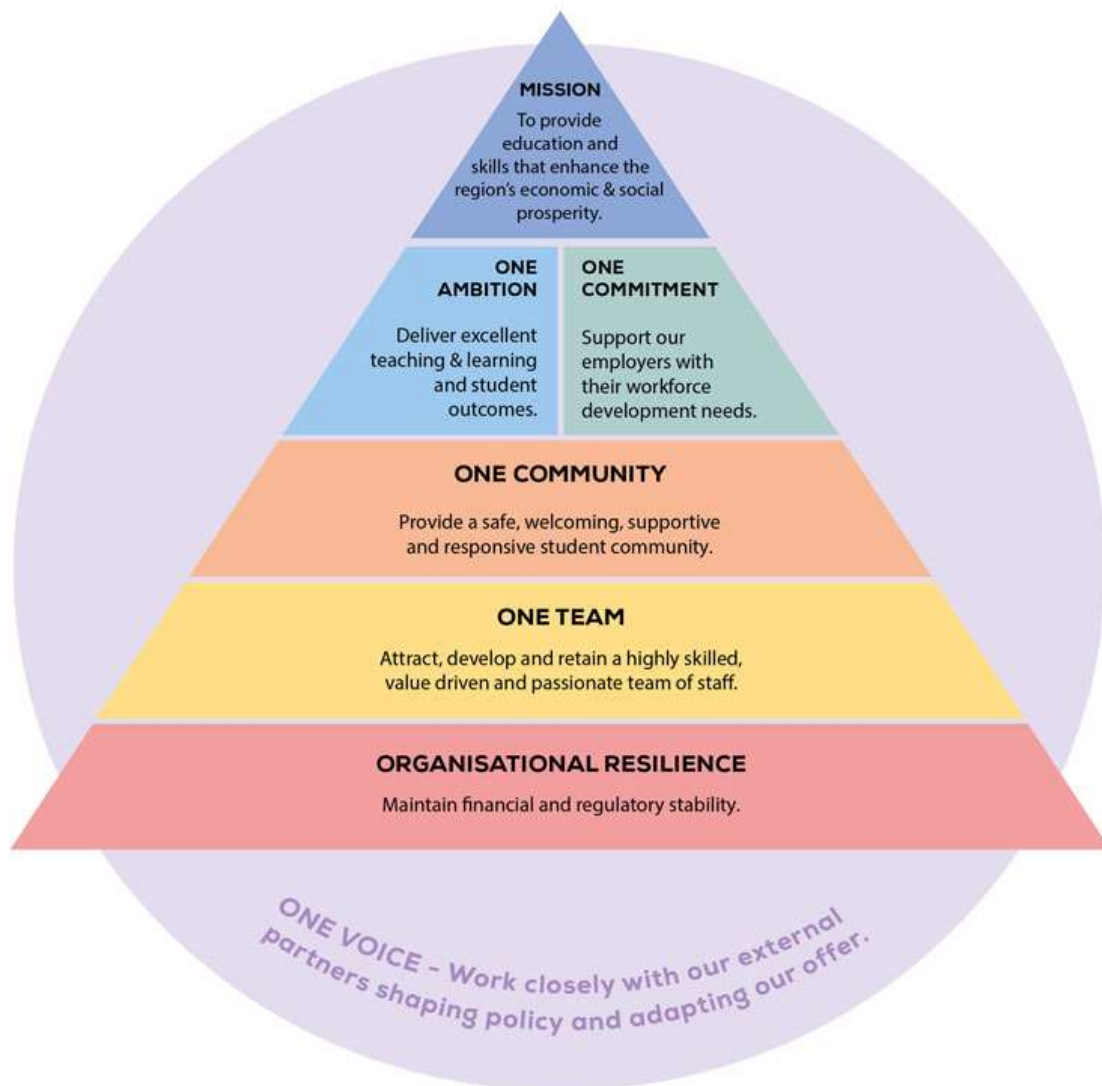 MISSION
To provide
education and
skills that enhance the
region's economic & social
prosperity.
ONE
AMBITION
Deliver excellent
teaching & learning
and student
outcomes.
ONE
COMMITMENT
Support our
employers with
their workforce
development needs.
ONE COMMUNITY
Provide a safe, welcoming, supportive
and responsive student community.
ONE TEAM
Attract, develop and retain a highly skilled,
value driven and passionate team of staff.
ORGANISATIONAL RESILIENCE
Maintain financial and regulatory stability.
ONE VOICE - Work closely with our external
partners shaping policy and adapting our offer.